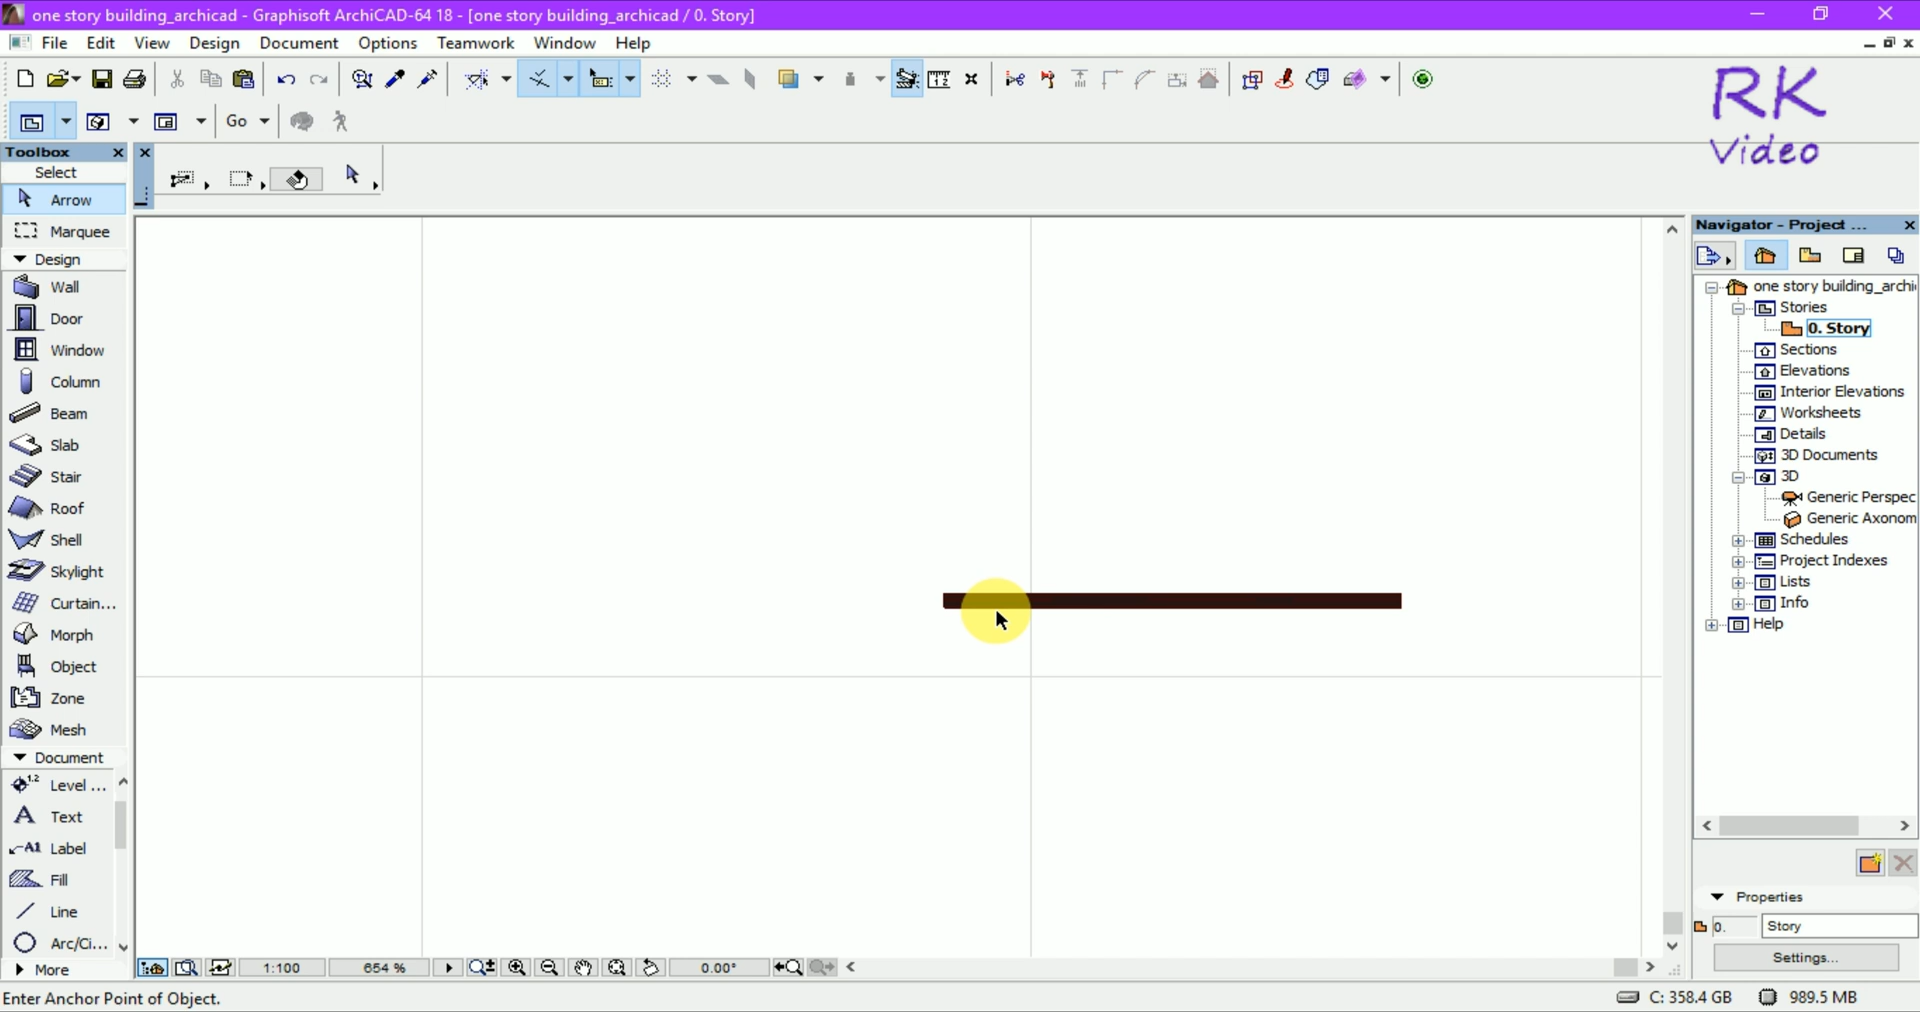 one story building_archicad - Graphisoft ArchiCAD-64 18 - [one story building_archicad / 0. Story]
File Edit View Design Document Options Teamwork Window Help
Go
RK
Video
Toolbox
Select
Arrow
Marquee
Design
Wall
Door
Window
Column
Beam
Slab
Stair
Roof
Shell
Skylight
Curtain...
Morph
Object
Zone
Mesh
Document
1.2 Level ...
A Text
A1 Label
Fill
Line
Arc/Ci...
More
Navigator - Project ...
one story building_archi
Stories
0. Story
Sections
Elevations
Interior Elevations
Worksheets
Details
3D Documents
3D
Generic Perspec
Generic Axonom
Schedules
Project Indexes
Lists
Info
Help
Properties
0. Story
Settings...
1:100 654 % 0.00°
Enter Anchor Point of Object.
C: 358.4 GB 989.5 MB